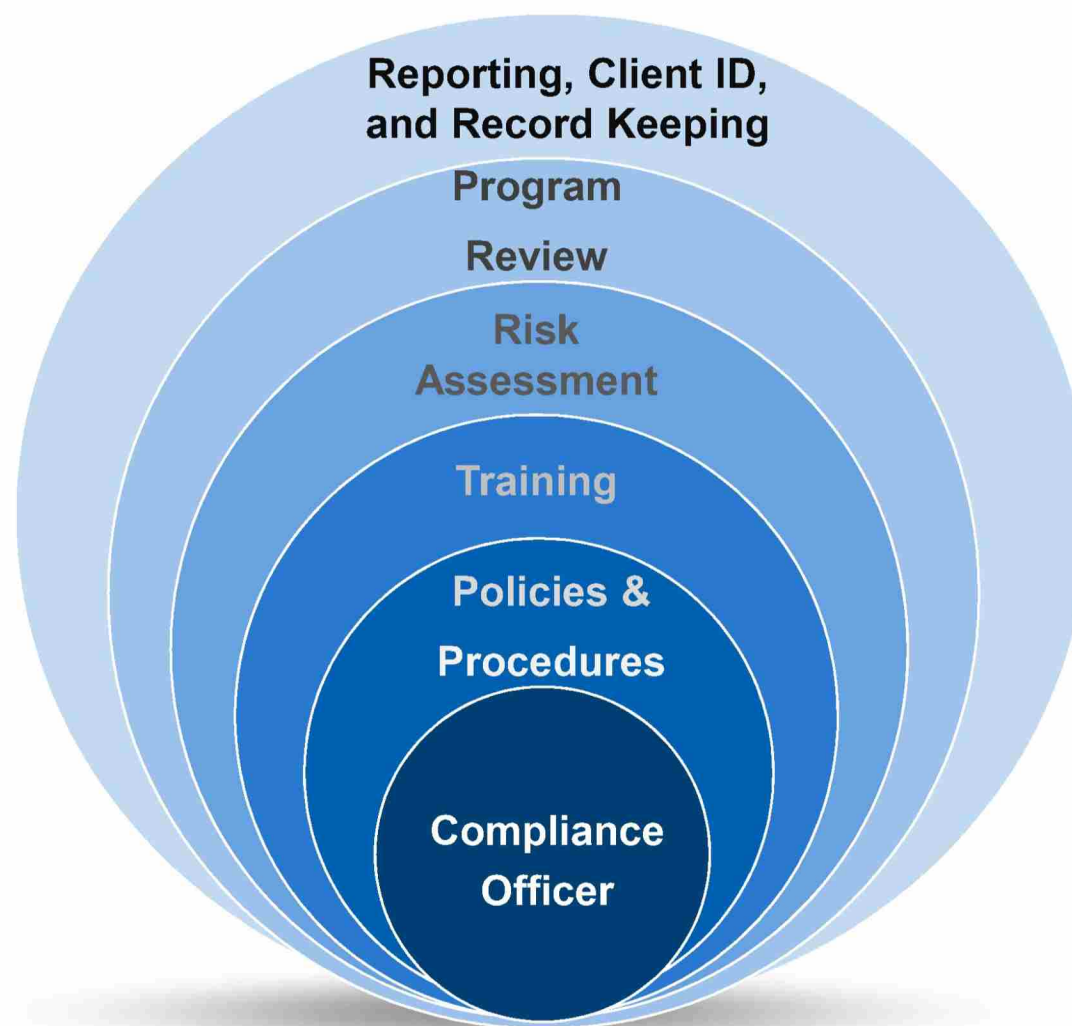 Reporting, Client ID,
and Record Keeping
Program
Review
Risk
Assessment
Training
Policies &
Procedures
Compliance
Officer